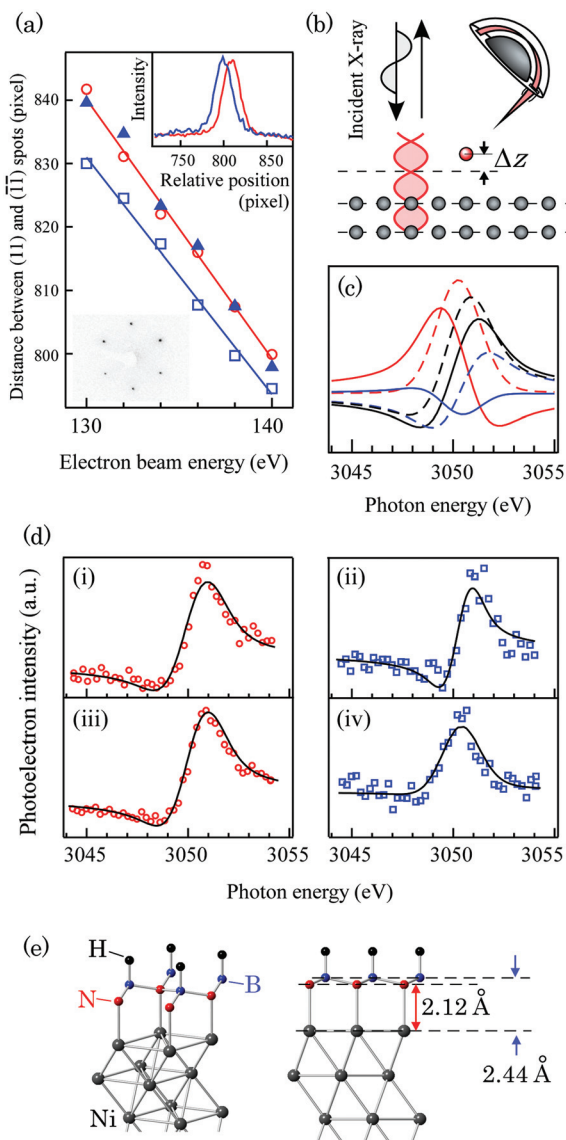 (a)
840
830
820
810
800
130
140
Distance between (11) and (1̅1̅) spots (pixel)
Electron beam energy (eV)
Intensity
800
Relative position
(pixel)
(b)
Incident X-ray
Δz
(c)
3045
3050
3055
Photon energy (eV)
(d)
Photoelectron intensity (a.u.)
(i)
(ii)
(iii)
(iv)
3045
3050
3055
3045
3050
3055
Photon energy (eV)
(e)
H
N
B
Ni
2.12 Å
2.44 Å